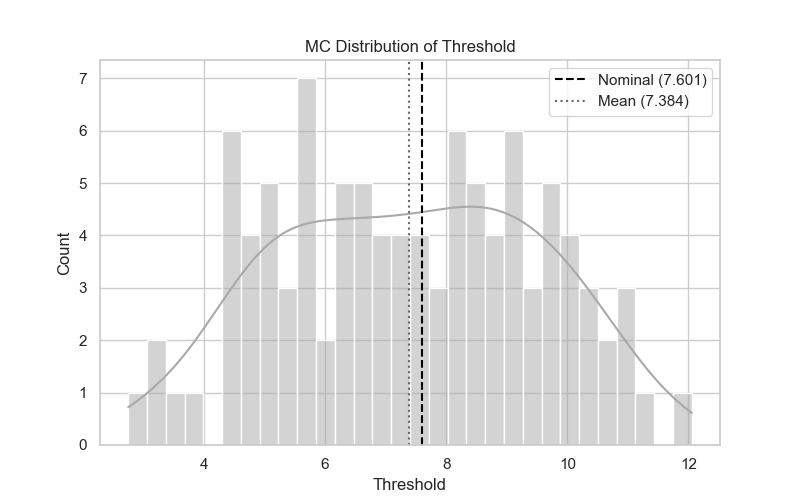 MC Distribution of Threshold
Nominal (7.601)
Mean (7.384)
7
6
5
4
3
2
1
0
Count
4 6 8 10 12
Threshold